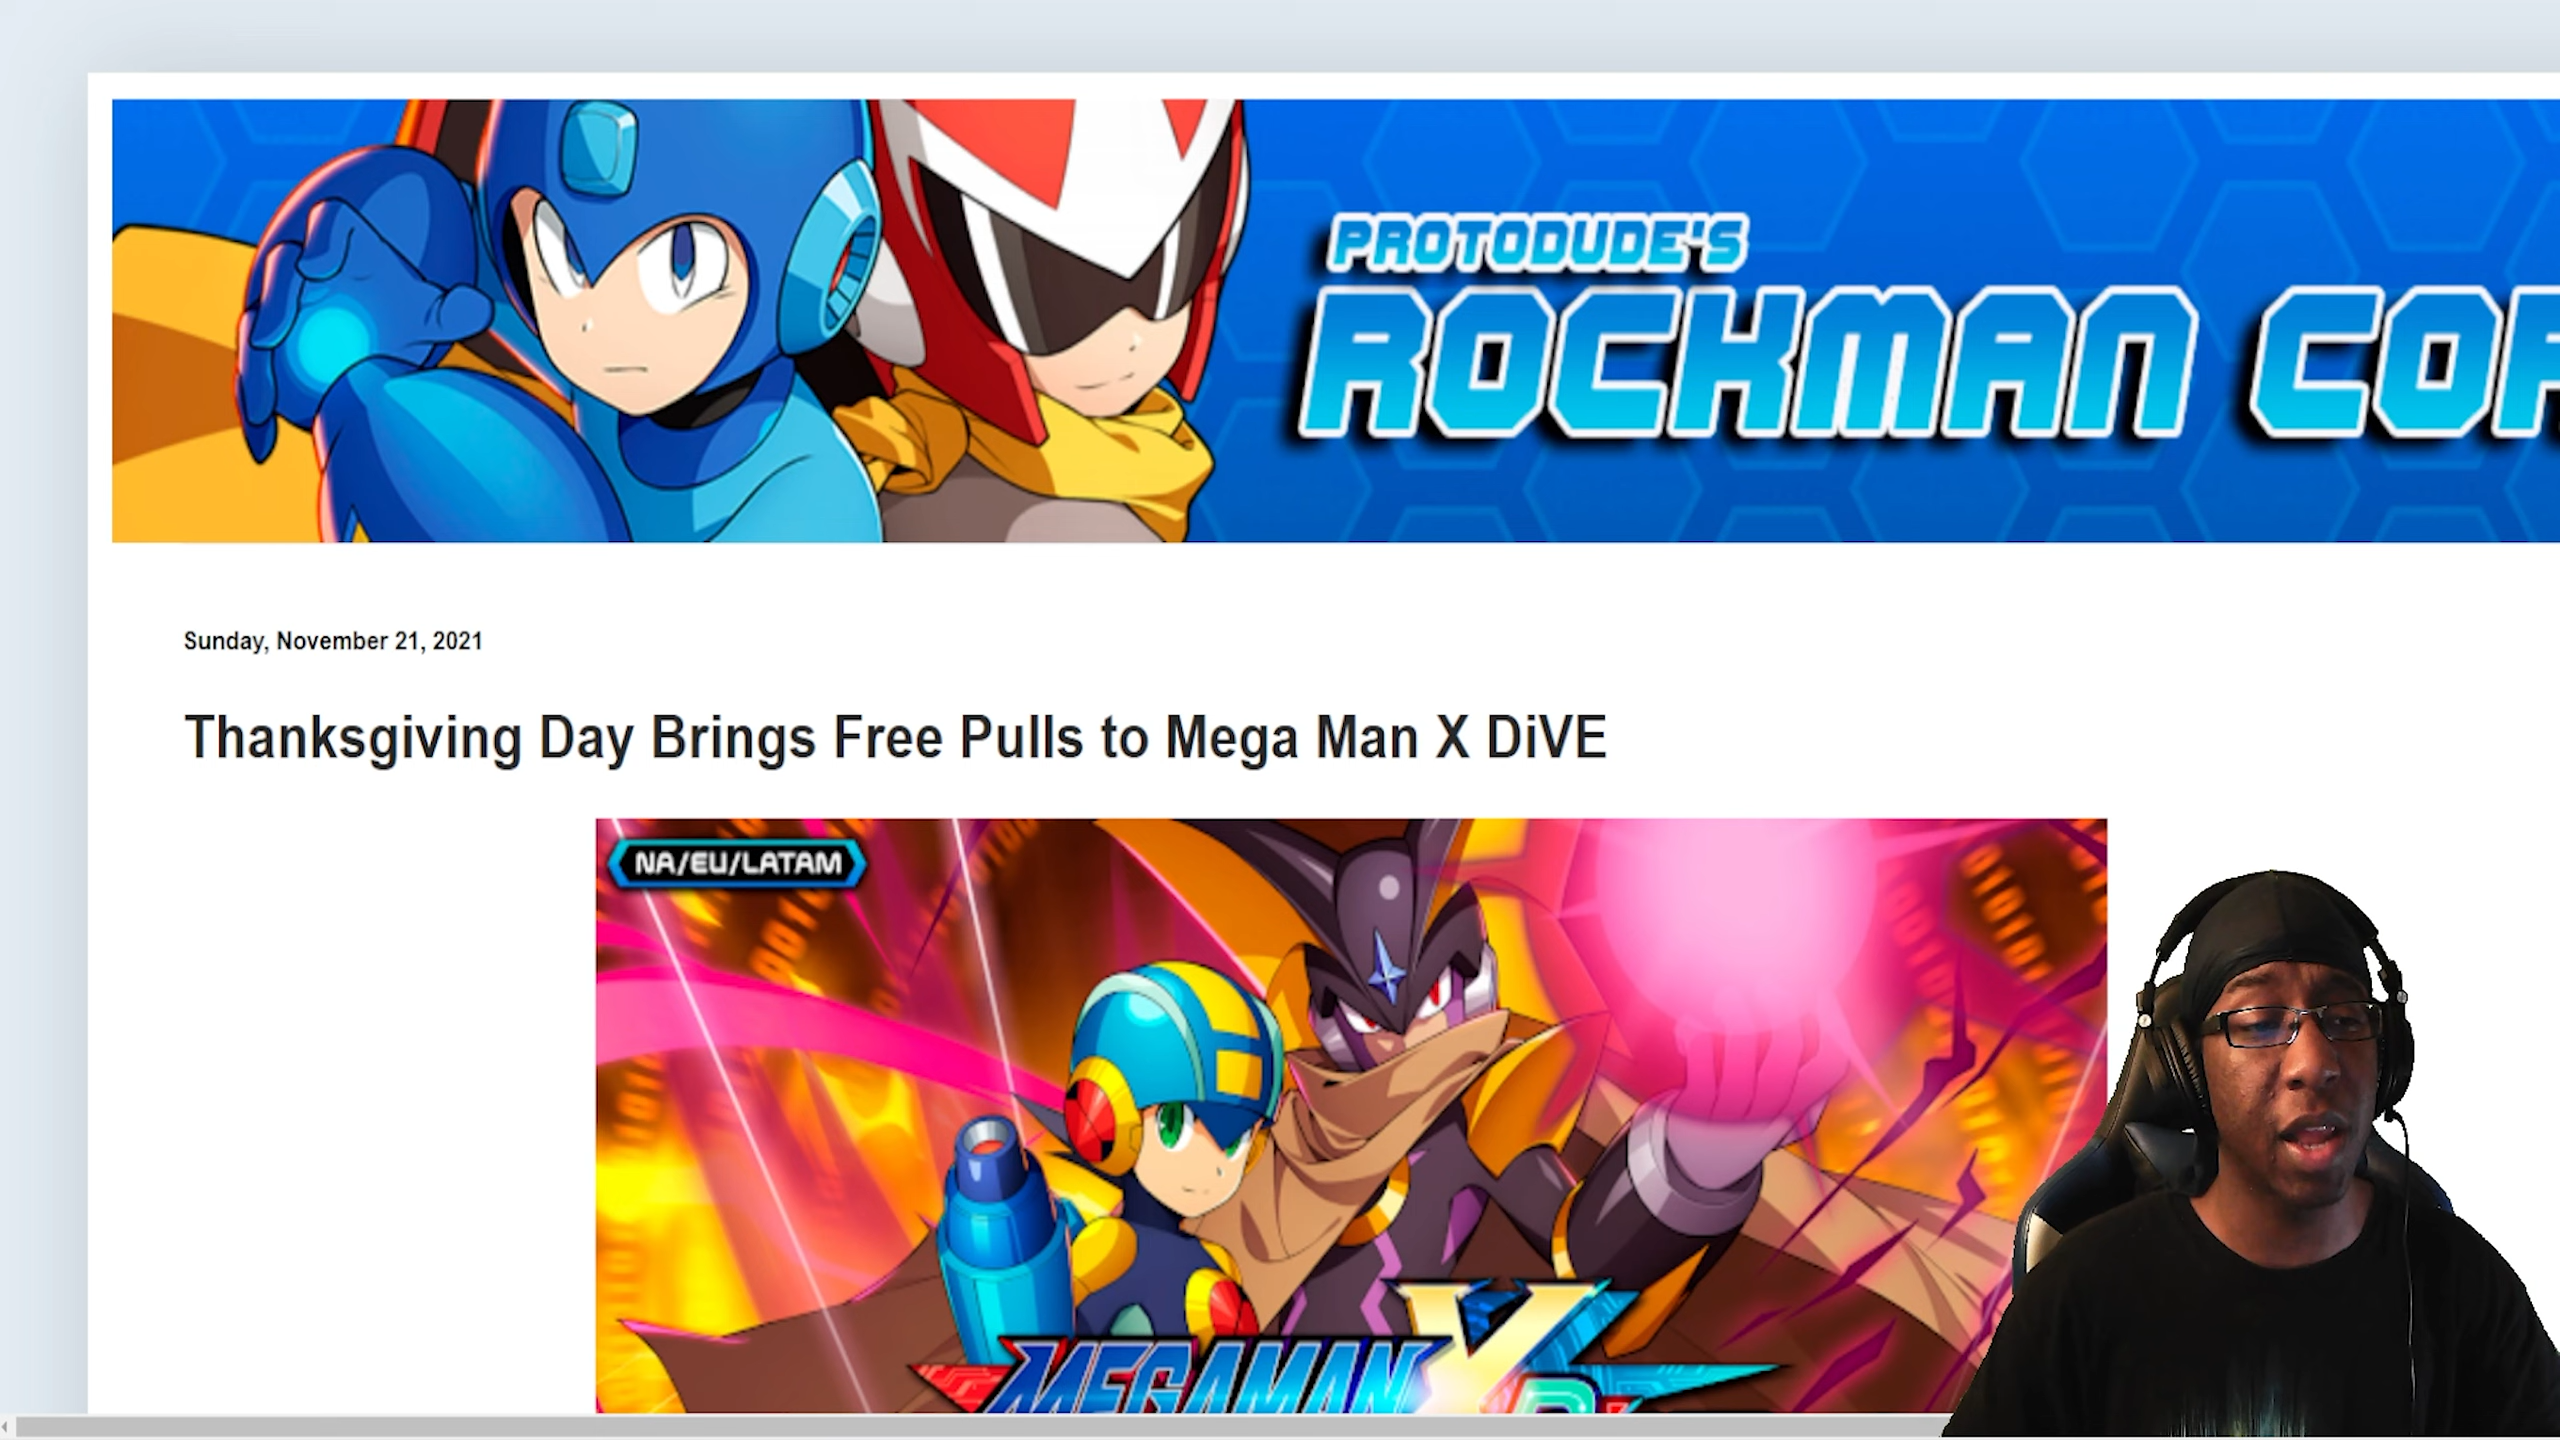 PROTODUDE'S
ROCKMAN
Sunday, November 21, 2021
Thanksgiving Day Brings Free Pulls to Mega Man X DiVE
NA/EU/LATAM
MEGAMAN X